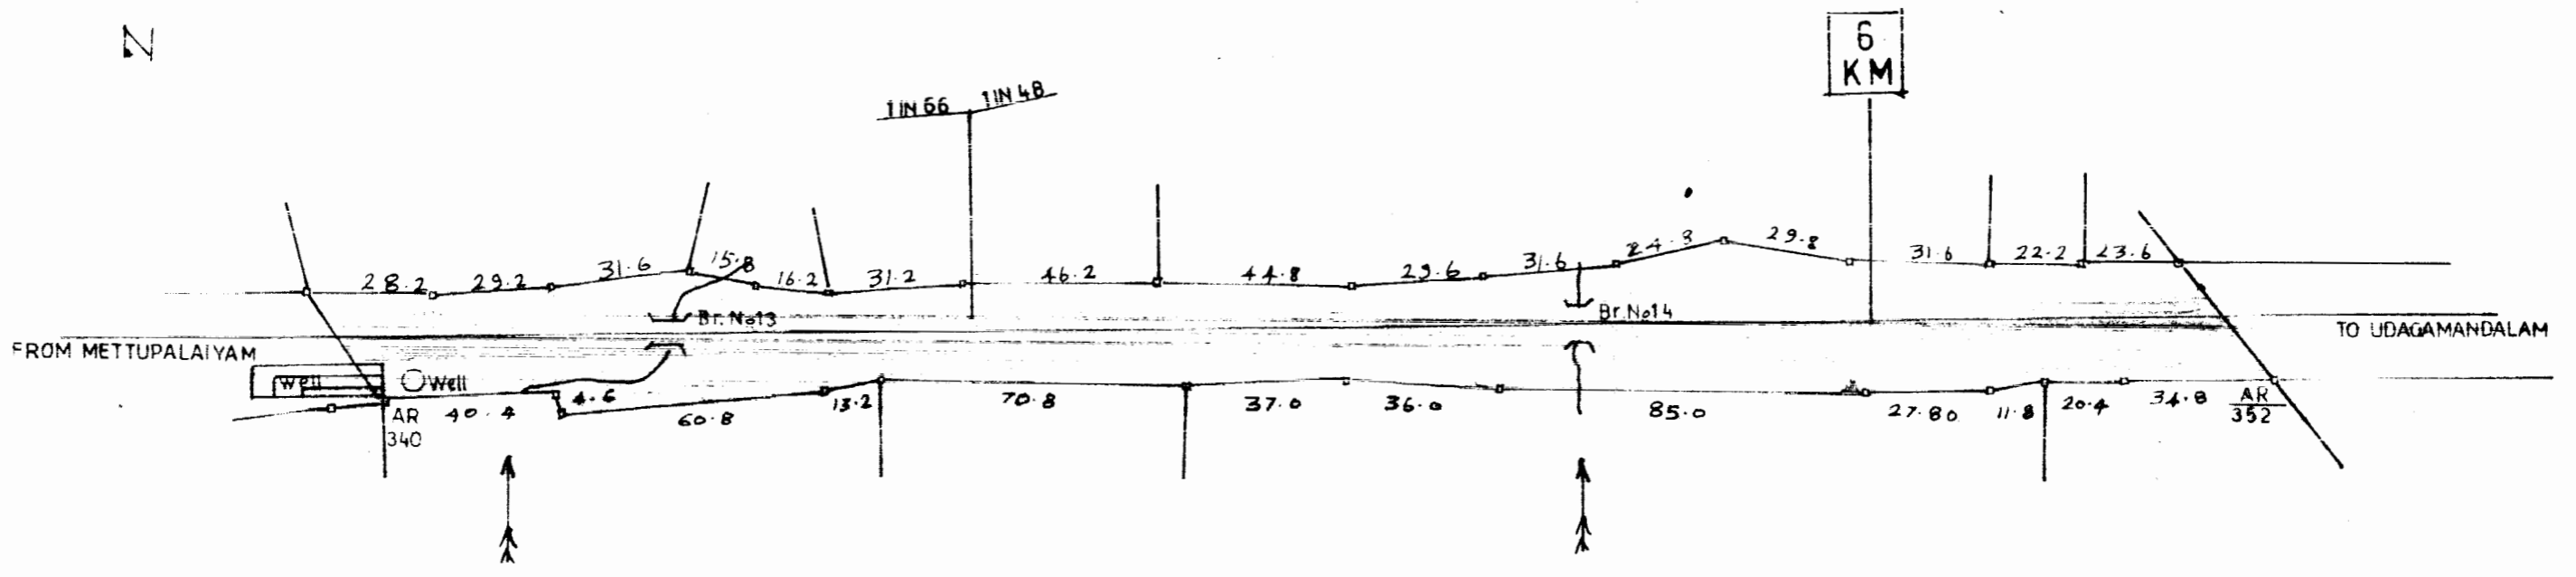 N
6
KM
1 IN 66 1 IN 48
28.2 29.2 31.6 15.8 16.2 31.2 46.2 44.8 29.6 31.6 24.8 29.8 31.6 22.2 23.6
Br. No13 Br. No14
FROM METTUPALAIYAM TO UDAGAMANDALAM
Well Well
AR
340
40.4 4.6 60.8 13.2 70.8 37.0 36.0 85.0 27.80 11.8 20.4 34.8
AR
352